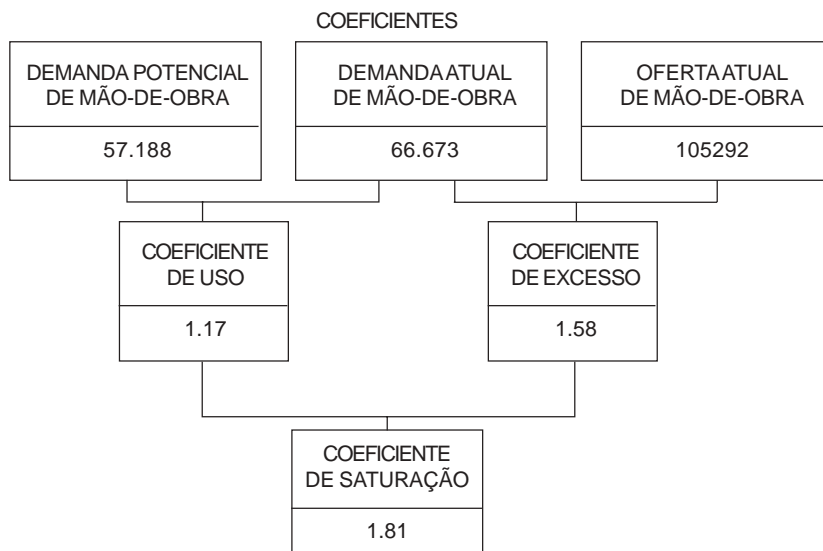 COEFICIENTES
DEMANDA POTENCIAL
DE MÃO-DE-OBRA
57.188
DEMANDA ATUAL
DE MÃO-DE-OBRA
66.673
OFERTA ATUAL
DE MÃO-DE-OBRA
105292
COEFICIENTE
DE USO
1.17
COEFICIENTE
DE EXCESSO
1.58
COEFICIENTE
DE SATURAÇÃO
1.81